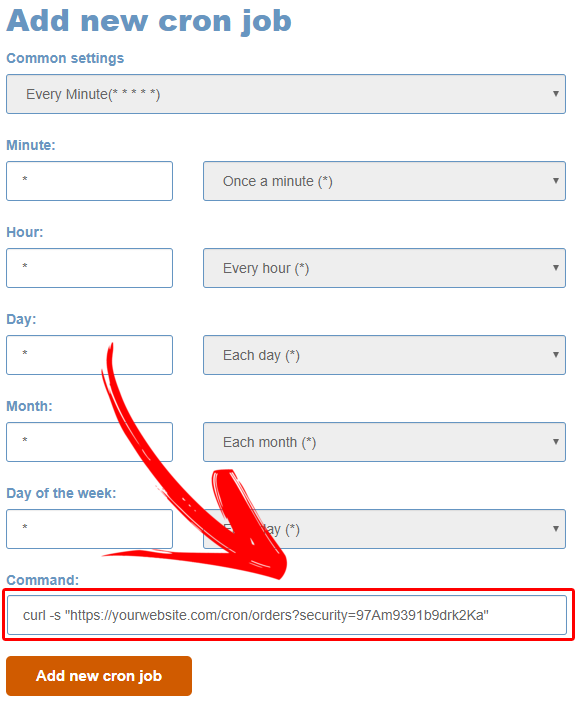 Add new cron job
Common settings
Every Minute(* * * * *)
Minute:
* Once a minute (*)
Hour:
* Every hour (*)
Day:
* Each day (*)
Month:
* Each month (*)
Day of the week:
* day (*)
Command:
curl -s "https://yourwebsite.com/cron/orders?security=97Am9391b9drk2Ka"
Add new cron job